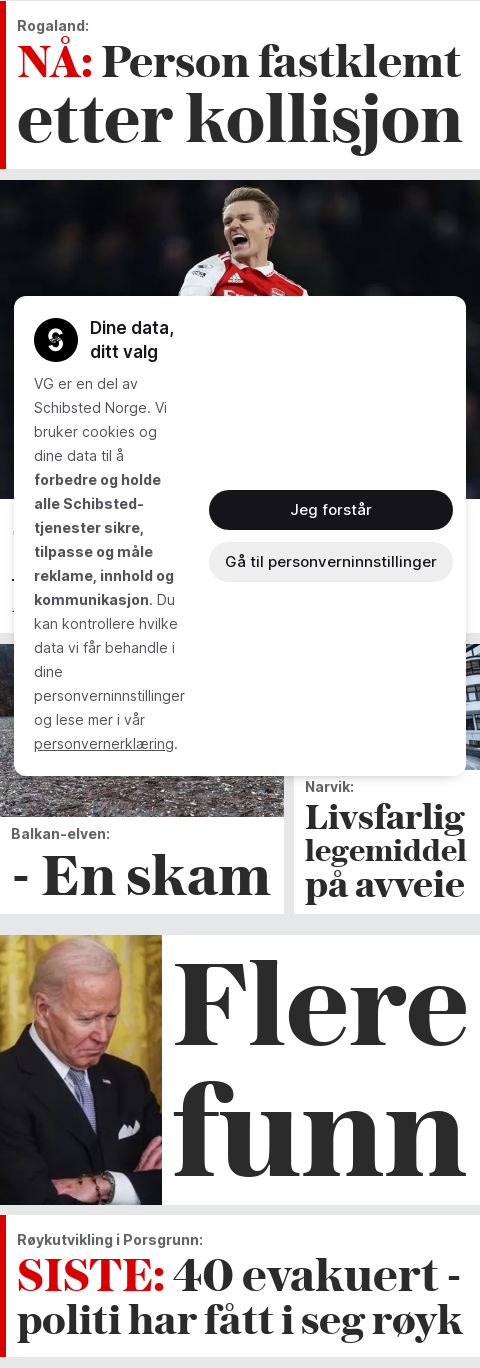 Rogaland:
NÅ: Person fastklemt
etter kollisjon
Dine data,
ditt valg
VG er en del av
Schibsted Norge. Vi
bruker cookies og
dine data til å
forbedre og holde
alle Schibsted-
tjenester sikre,
tilpasse og måle
reklame, innhold og
kommunikasjon. Du
kan kontrollere hvilke
data vi får behandle i
dine
personverninnstillinger
og lese mer i vår
personvernerklæring.
Jeg forstår
Gå til personverninnstillinger
Balkan-elven:
- En skam
Narvik:
Livsfarlig
legemiddel
på avveie
Flere
funn
Røykutvikling i Porsgrunn:
SISTE: 40 evakuert -
politi har fått i seg røyk